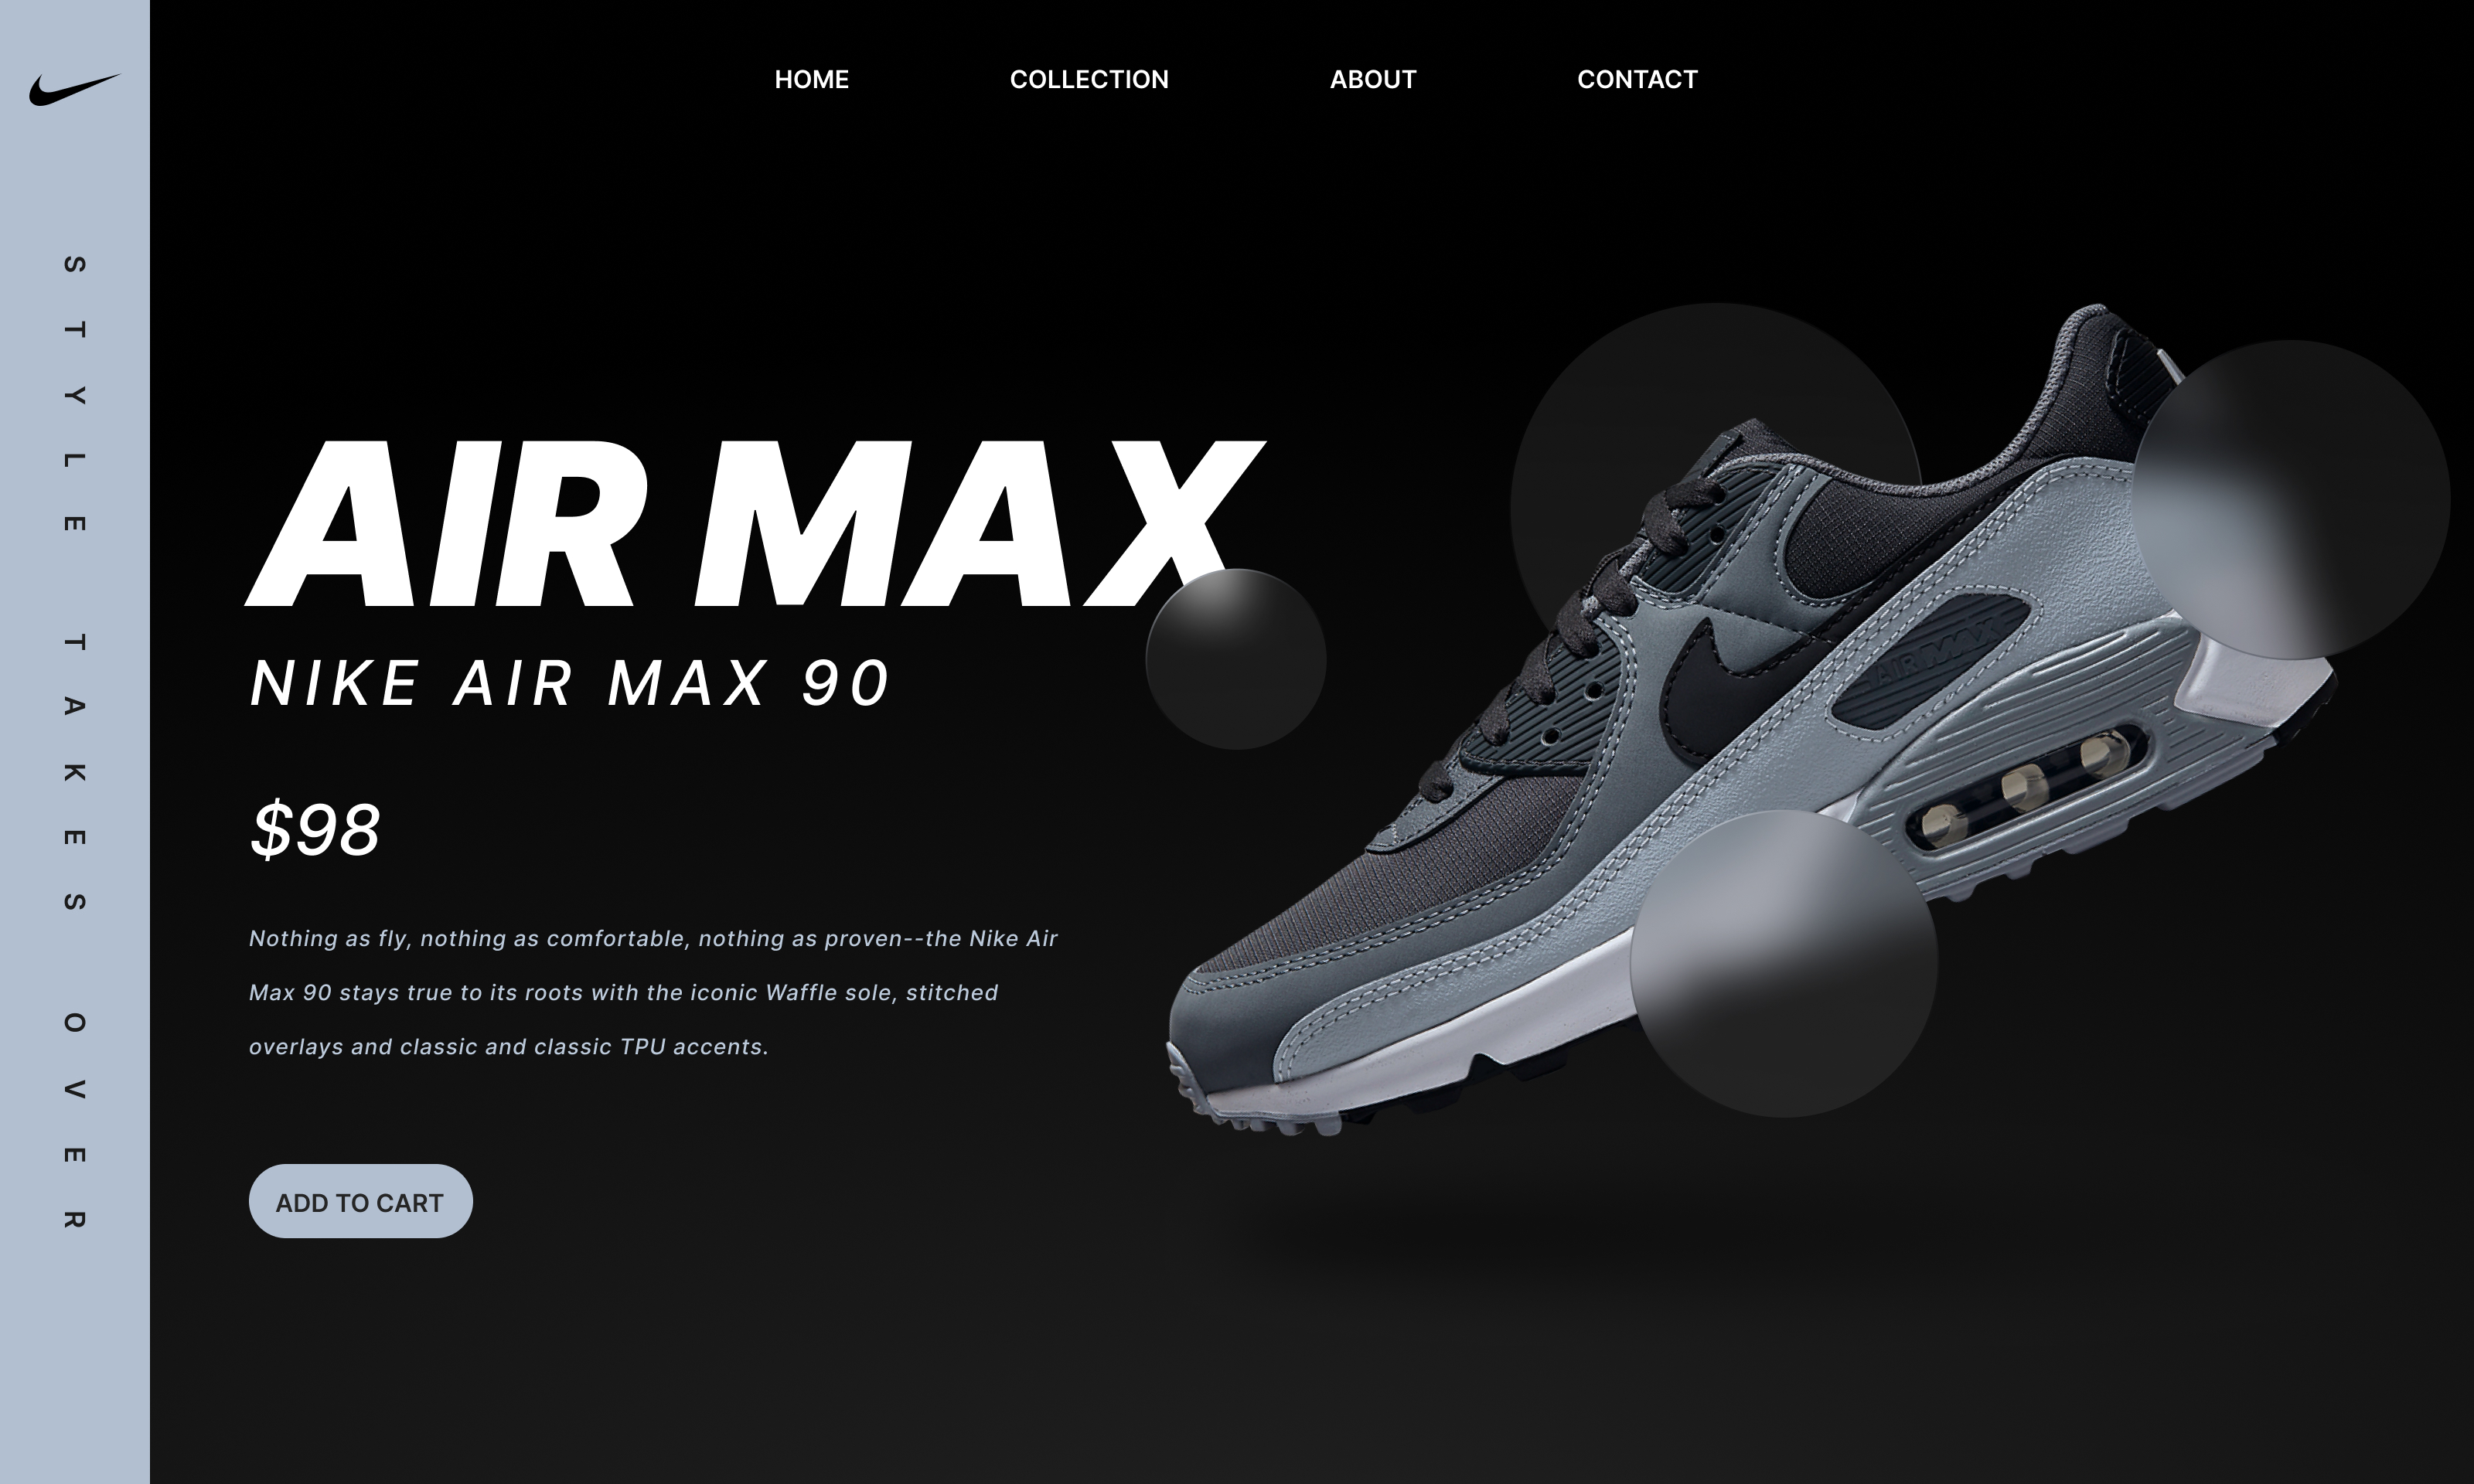 HOME COLLECTION ABOUT CONTACT
STYLE TAKES OVER
AIR MAX
NIKE AIR MAX 90
$98
Nothing as fly, nothing as comfortable, nothing as proven--the Nike Air
Max 90 stays true to its roots with the iconic Waffle sole, stitched
overlays and classic and classic TPU accents.
ADD TO CART
AIR MAX